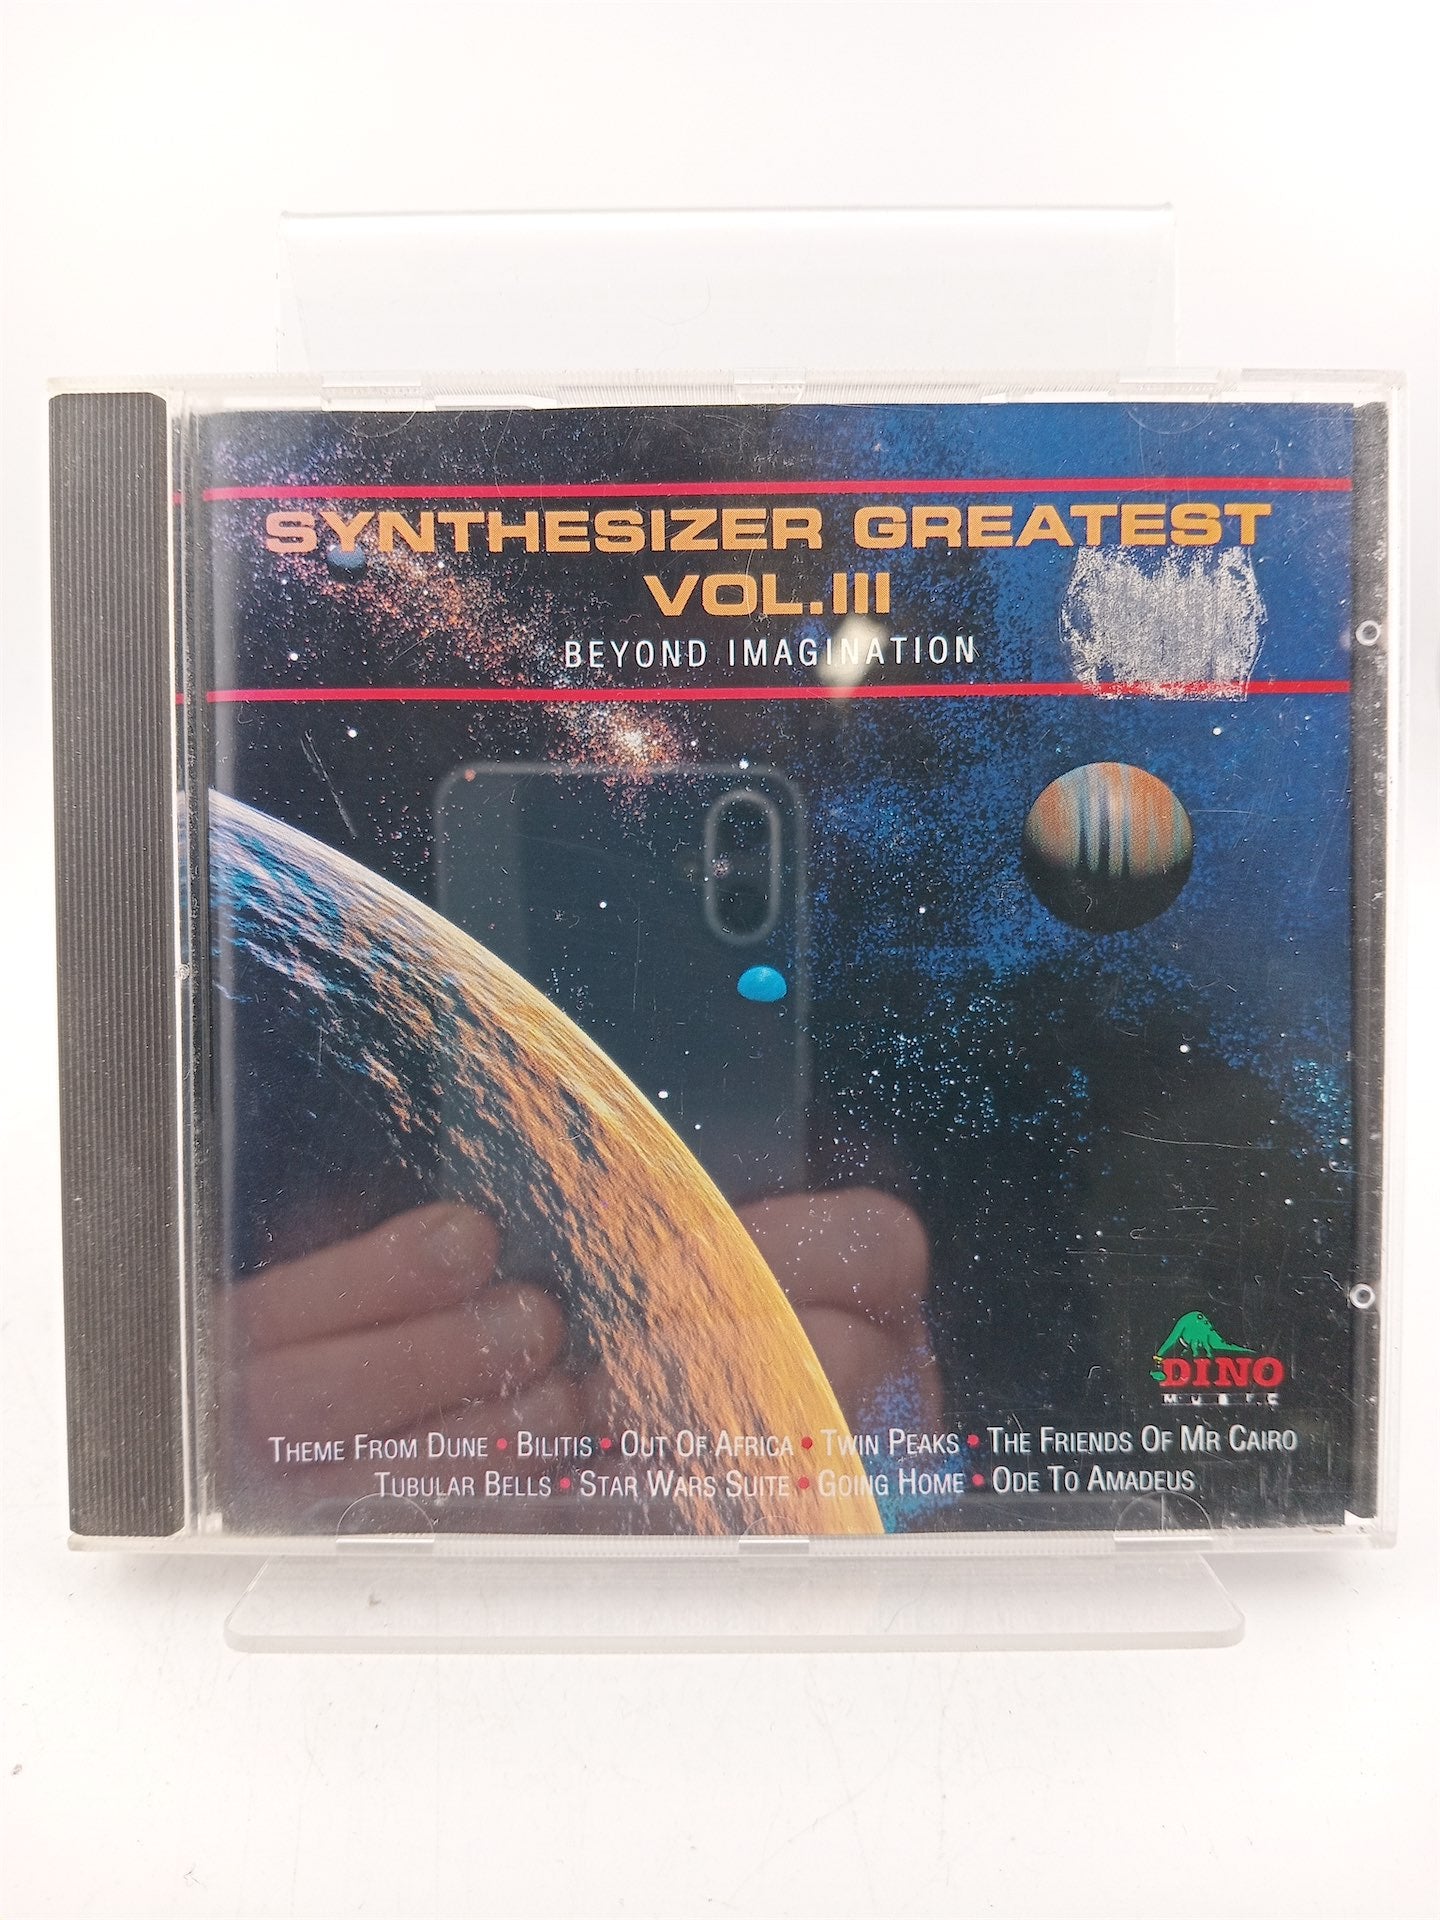 SYNTHESIZER GREATEST
VOL.III
BEYOND IMAGINATION
DINO
MUSIC
THEME FROM DUNE • BILITIS • OUT OF AFRICA • TWIN PEAKS • THE FRIENDS OF MR CAIRO
TUBULAR BELLS • STAR WARS SUITE • GOING HOME • ODE TO AMADEUS